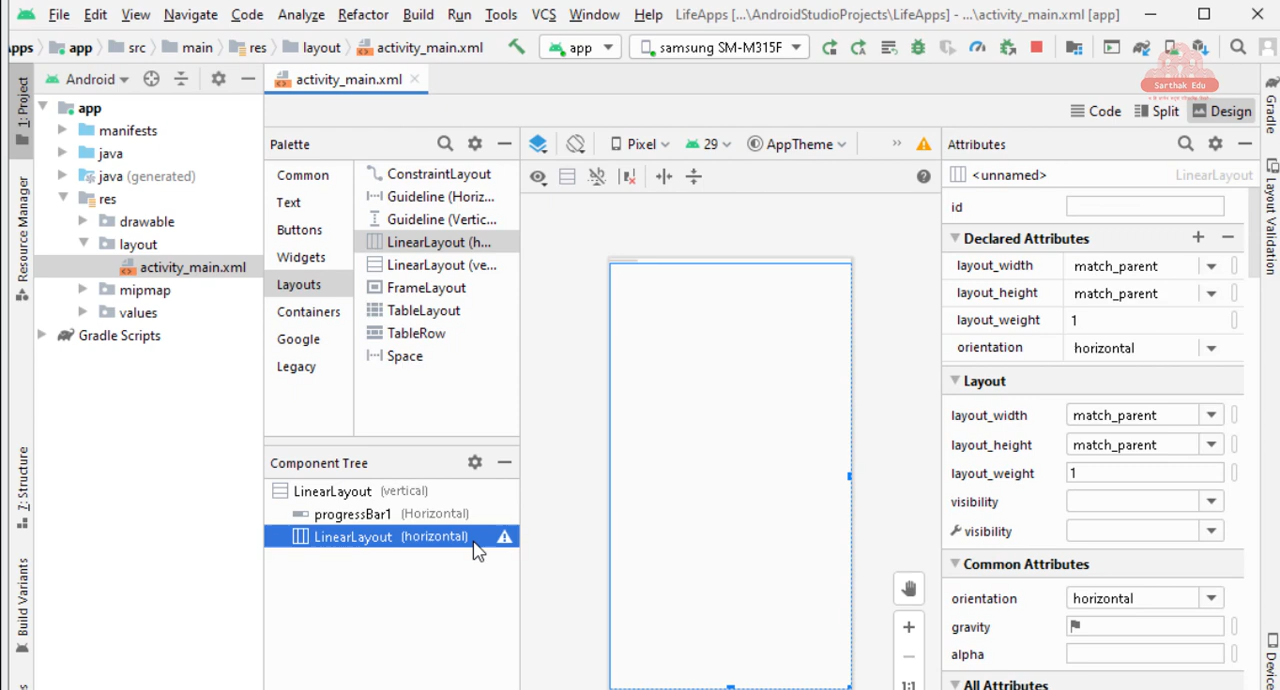 File Edit View Navigate Code Analyze Refactor Build Run Tools VCS Window Help LifeApps [...\AndroidStudioProjects\LifeApps] - ...\activity_main.xml [app]
Apps app src main res layout activity_main.xml app samsung SM-M315F
Sarthak Edu
1: Project
Resource Manager
7: Structure
Build Variants
Android
app
manifests
java
java (generated)
res
drawable
layout
activity_main.xml
mipmap
values
Gradle Scripts
activity_main.xml
Code Split Design
Palette
Common
Text
Buttons
Widgets
Layouts
Containers
Google
Legacy
ConstraintLayout
Guideline (Horiz...
Guideline (Vertic...
LinearLayout (h...
LinearLayout (ve...
FrameLayout
TableLayout
TableRow
Space
Component Tree
LinearLayout (vertical)
progressBar1 (Horizontal)
LinearLayout (horizontal)
Pixel 29 AppTheme
1:1
Attributes
<unnamed> LinearLayout
id
Declared Attributes
layout_width match_parent
layout_height match_parent
layout_weight 1
orientation horizontal
Layout
layout_width match_parent
layout_height match_parent
layout_weight 1
visibility
visibility
Common Attributes
orientation horizontal
gravity
alpha
All Attributes
Gradle
Layout Validation
Device